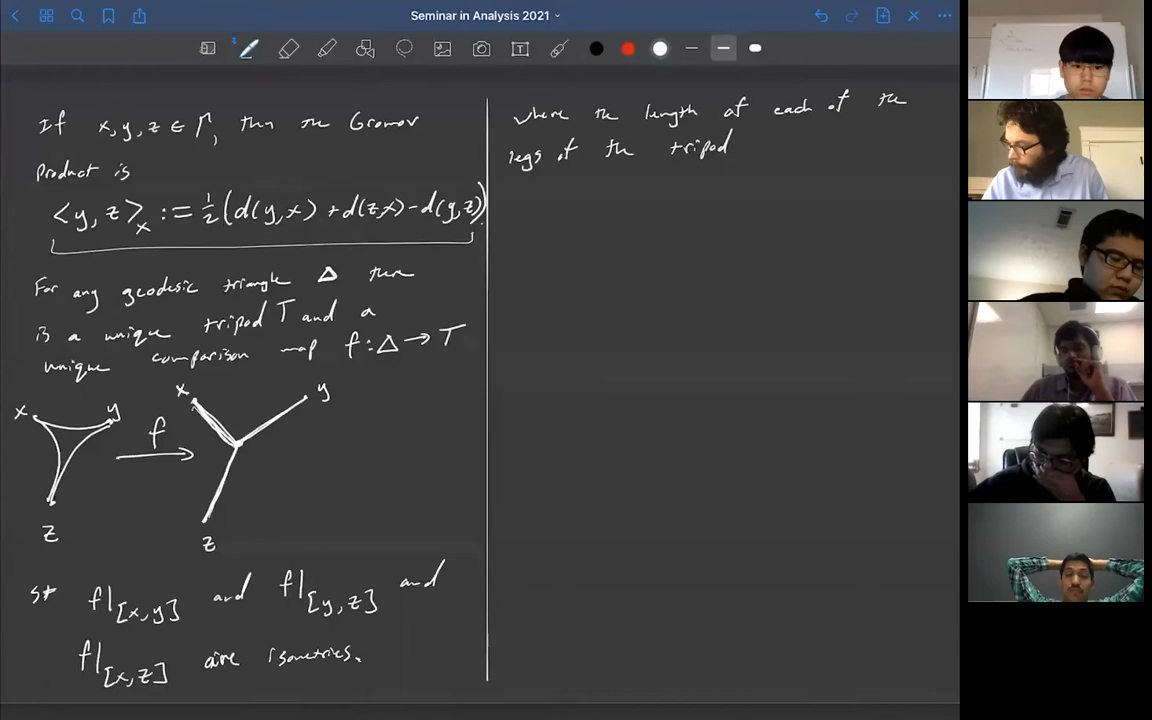 Seminar in Analysis 2021
If x, y, z ∈ Γ, then the Gromov
Product is
<y, z>_x := 1/2 (d(y,x) + d(z,x) - d(y,z))
For any geodesic triangle Δ there
is a unique tripod T and a
unique comparison map f : Δ → T
x y f x y
z z
st f|_[x,y] and f|_[y,z] and
f|_[x,z] are isometries.
where the length of each of the
legs of the tripod